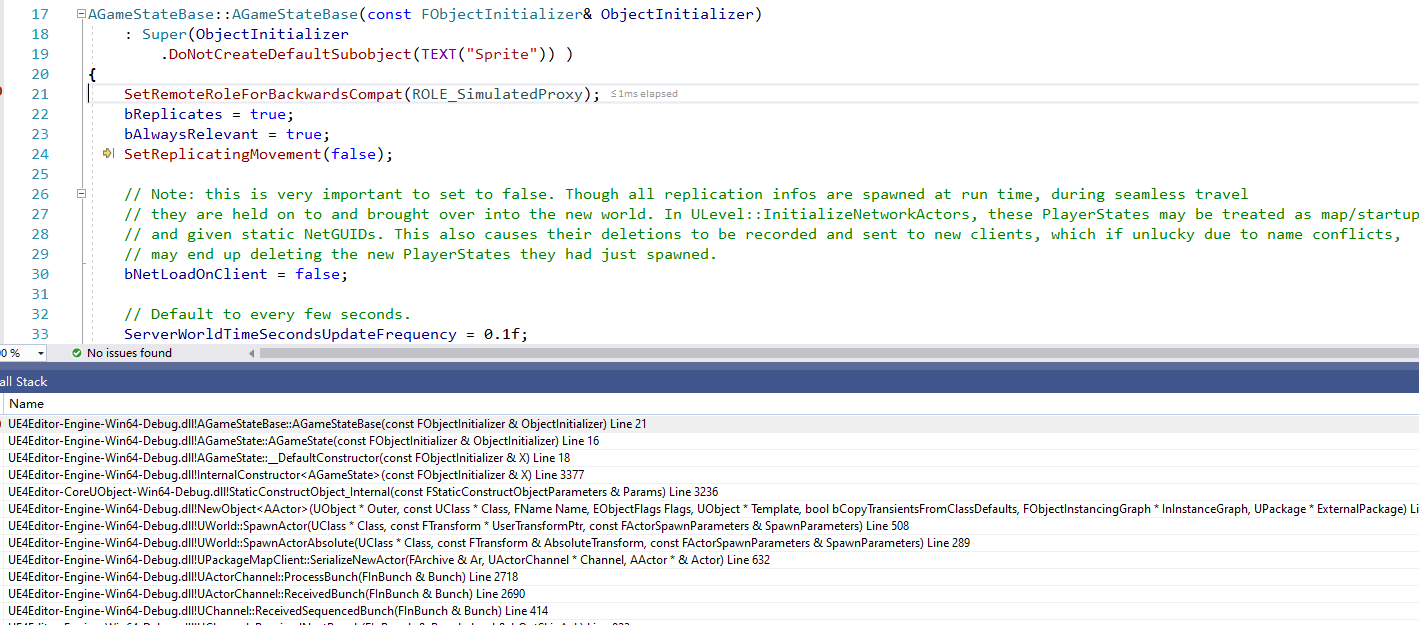 17 AGameStateBase::AGameStateBase(const FObjectInitializer& ObjectInitializer)
18 : Super(ObjectInitializer
19 .DoNotCreateDefaultSubobject(TEXT("Sprite")) )
20 {
21 SetRemoteRoleForBackwardsCompat(ROLE_SimulatedProxy); ≤1ms elapsed
22 bReplicates = true;
23 bAlwaysRelevant = true;
24 SetReplicatingMovement(false);
25
26 // Note: this is very important to set to false. Though all replication infos are spawned at run time, during seamless travel
27 // they are held on to and brought over into the new world. In ULevel::InitializeNetworkActors, these PlayerStates may be treated as map/startup
28 // and given static NetGUIDs. This also causes their deletions to be recorded and sent to new clients, which if unlucky due to name conflicts,
29 // may end up deleting the new PlayerStates they had just spawned.
30 bNetLoadOnClient = false;
31
32 // Default to every few seconds.
33 ServerWorldTimeSecondsUpdateFrequency = 0.1f;
0 % No issues found
all Stack
Name
UE4Editor-Engine-Win64-Debug.dll!AGameStateBase::AGameStateBase(const FObjectInitializer & ObjectInitializer) Line 21
UE4Editor-Engine-Win64-Debug.dll!AGameState::AGameState(const FObjectInitializer & ObjectInitializer) Line 16
UE4Editor-Engine-Win64-Debug.dll!AGameState::__DefaultConstructor(const FObjectInitializer & X) Line 18
UE4Editor-Engine-Win64-Debug.dll!InternalConstructor<AGameState>(const FObjectInitializer & X) Line 3377
UE4Editor-CoreUObject-Win64-Debug.dll!StaticConstructObject_Internal(const FStaticConstructObjectParameters & Params) Line 3236
UE4Editor-Engine-Win64-Debug.dll!NewObject<AActor>(UObject * Outer, const UClass * Class, FName Name, EObjectFlags Flags, UObject * Template, bool bCopyTransientsFromClassDefaults, FObjectInstancingGraph * InInstanceGraph, UPackage * ExternalPackage) Li
UE4Editor-Engine-Win64-Debug.dll!UWorld::SpawnActor(UClass * Class, const FTransform * UserTransformPtr, const FActorSpawnParameters & SpawnParameters) Line 508
UE4Editor-Engine-Win64-Debug.dll!UWorld::SpawnActorAbsolute(UClass * Class, const FTransform & AbsoluteTransform, const FActorSpawnParameters & SpawnParameters) Line 289
UE4Editor-Engine-Win64-Debug.dll!UPackageMapClient::SerializeNewActor(FArchive & Ar, UActorChannel * Channel, AActor * & Actor) Line 632
UE4Editor-Engine-Win64-Debug.dll!UActorChannel::ProcessBunch(FInBunch & Bunch) Line 2718
UE4Editor-Engine-Win64-Debug.dll!UActorChannel::ReceivedBunch(FInBunch & Bunch) Line 2690
UE4Editor-Engine-Win64-Debug.dll!UChannel::ReceivedSequencedBunch(FInBunch & Bunch) Line 414